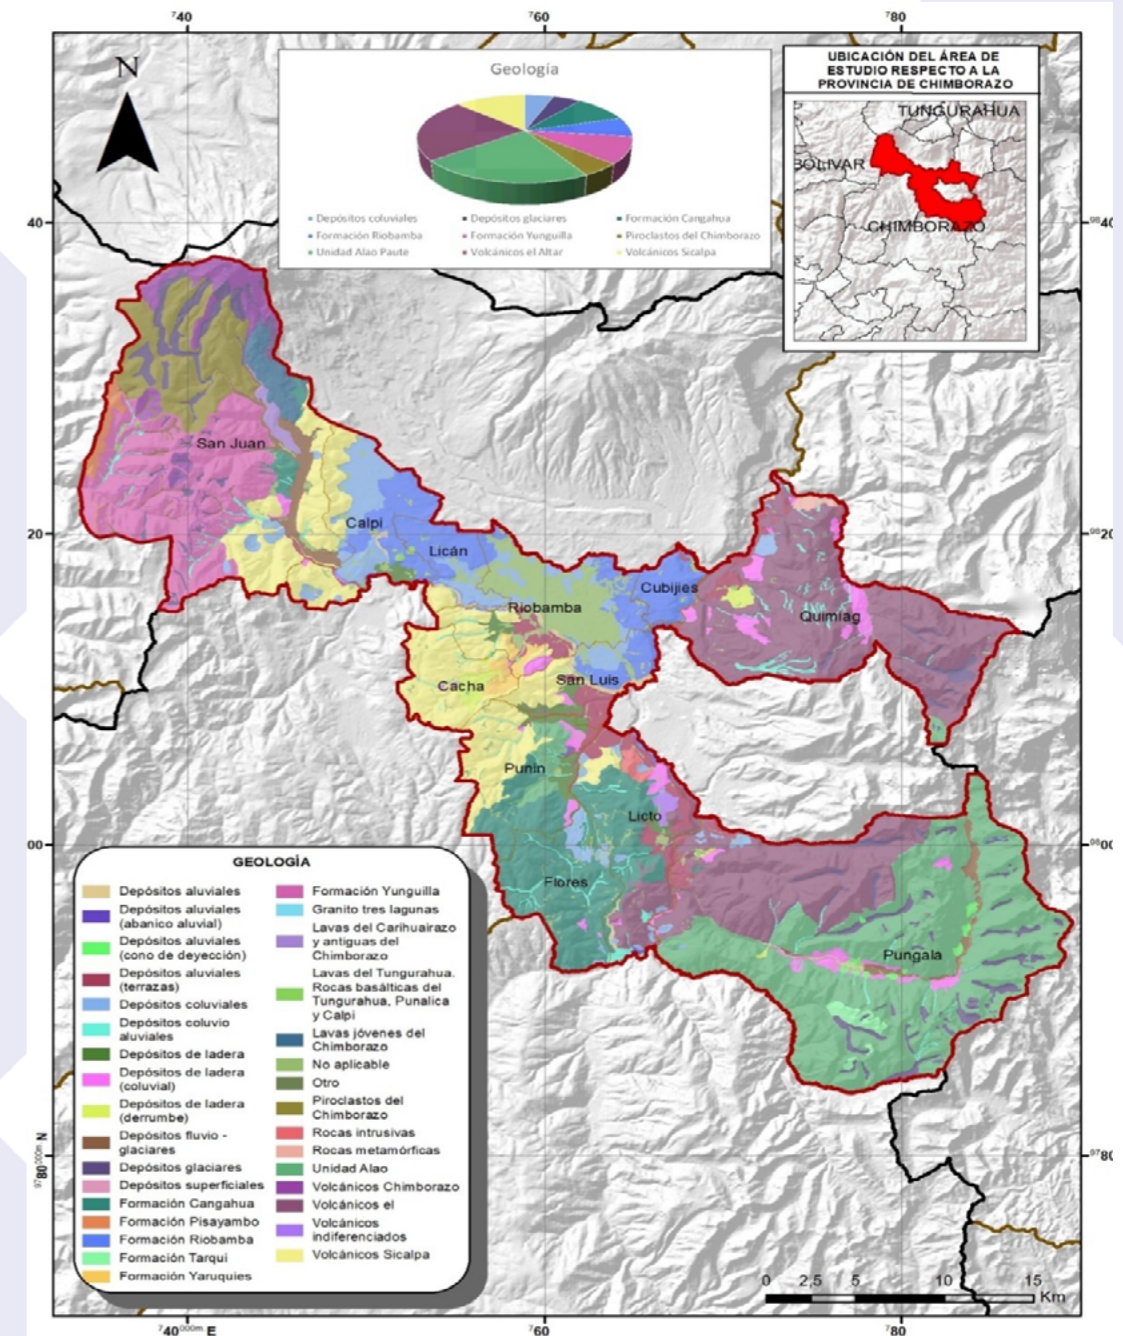 ⁷40
⁷60
⁷80
N
Geología
Depósitos coluviales
Depósitos glaciares
Formación Cangahua
Formación Riobamba
Formación Yunguilla
Piroclastos del Chimborazo
Unidad Alao Paute
Volcánicos el Altar
Volcánicos Sicalpa
UBICACIÓN DEL ÁREA DE
ESTUDIO RESPECTO A LA
PROVINCIA DE CHIMBORAZO
TUNGURAHUA
BOLIVAR
CHIMBORAZO
40
San Juan
Calpi
20
Licán
Cubijíes
Riobamba
Quimiag
Cacha
San Luis
Punin
Licto
00
Flores
Pungala
GEOLOGÌA
Depósitos aluviales
Depósitos aluviales
(abanico aluvial)
Depósitos aluviales
(cono de deyección)
Depósitos aluviales
(terrazas)
Depósitos coluviales
Depósitos coluvio
aluviales
Depósitos de ladera
Depósitos de ladera
(coluvial)
Depósitos de ladera
(derrumbe)
Depósitos fluvio -
glaciares
Depósitos glaciares
Depósitos superficiales
Formación Cangahua
Formación Pisayambo
Formación Riobamba
Formación Tarqui
Formación Yaruquies
Formación Yunguilla
Granito tres lagunas
Lavas del Carihuairazo
y antiguas del
Chimborazo
Lavas del Tungurahua.
Rocas basálticas del
Tungurahua, Punalica
y Calpi
Lavas jóvenes del
Chimborazo
No aplicable
Otro
Piroclastos del
Chimborazo
Rocas intrusivas
Rocas metamórficas
Unidad Alao
Volcánicos Chimborazo
Volcánicos el
Volcánicos
indiferenciados
Volcánicos Sicalpa
⁹⁷80⁰⁰⁰ᵐ N
⁹⁷80
0 2,5 5 10 15
Km
⁷40⁰⁰⁰ᵐ E
⁷60
⁷80